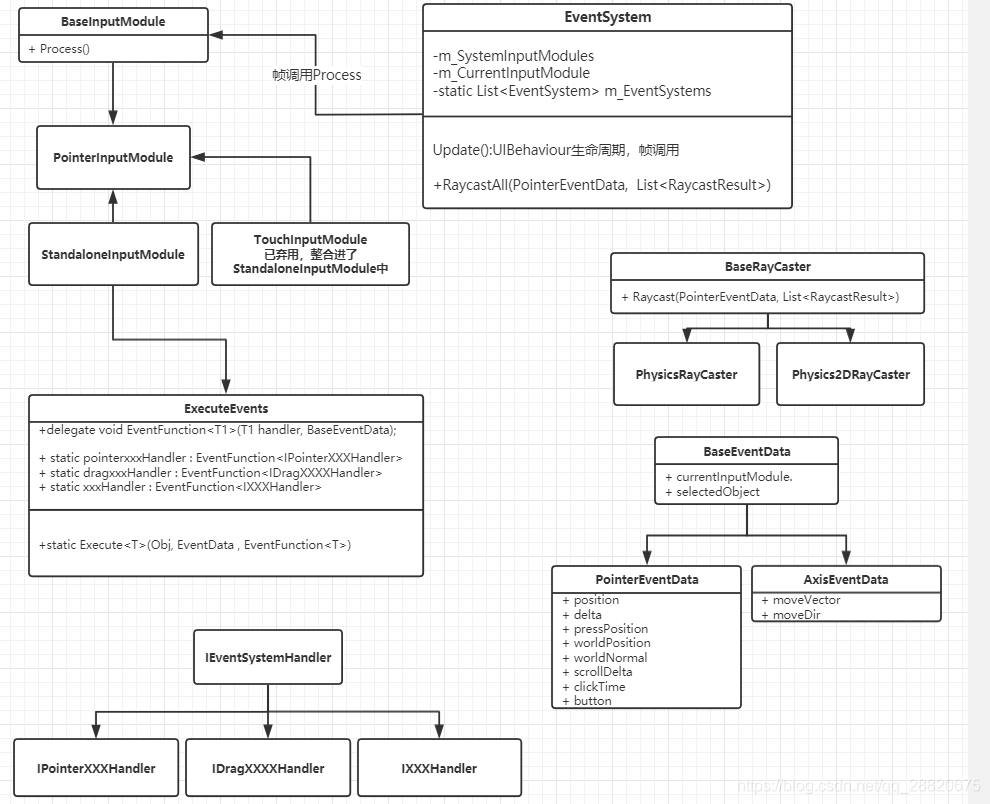 BaseInputModule
+ Process()
EventSystem
-m_SystemInputModules
-m_CurrentInputModule
-static List<EventSystem> m_EventSystems
Update():UIBehaviour生命周期，帧调用
+RaycastAll(PointerEventData, List<RaycastResult>)
帧调用Process
PointerInputModule
StandaloneInputModule
TouchInputModule
已弃用，整合进了
StandaloneInputModule中
BaseRayCaster
+ Raycast(PointerEventData, List<RaycastResult>)
PhysicsRayCaster
Physics2DRayCaster
ExecuteEvents
+delegate void EventFunction<T1>(T1 handler, BaseEventData);
+ static pointerxxxHandler : EventFunction<IPointerXXXHandler>
+ static dragxxxHandler : EventFunction<IDragXXXXHandler>
+ static xxxHandler : EventFunction<IXXXHandler>
+static Execute<T>(Obj, EventData , EventFunction<T>)
BaseEventData
+ currentInputModule.
+ selectedObject
PointerEventData
+ position
+ delta
+ pressPosition
+ worldPosition
+ worldNormal
+ scrollDelta
+ clickTime
+ button
AxisEventData
+ moveVector
+ moveDir
IEventSystemHandler
IPointerXXXHandler
IDragXXXXHandler
IXXXHandler
https://blog.csdn.net/qq_28820675